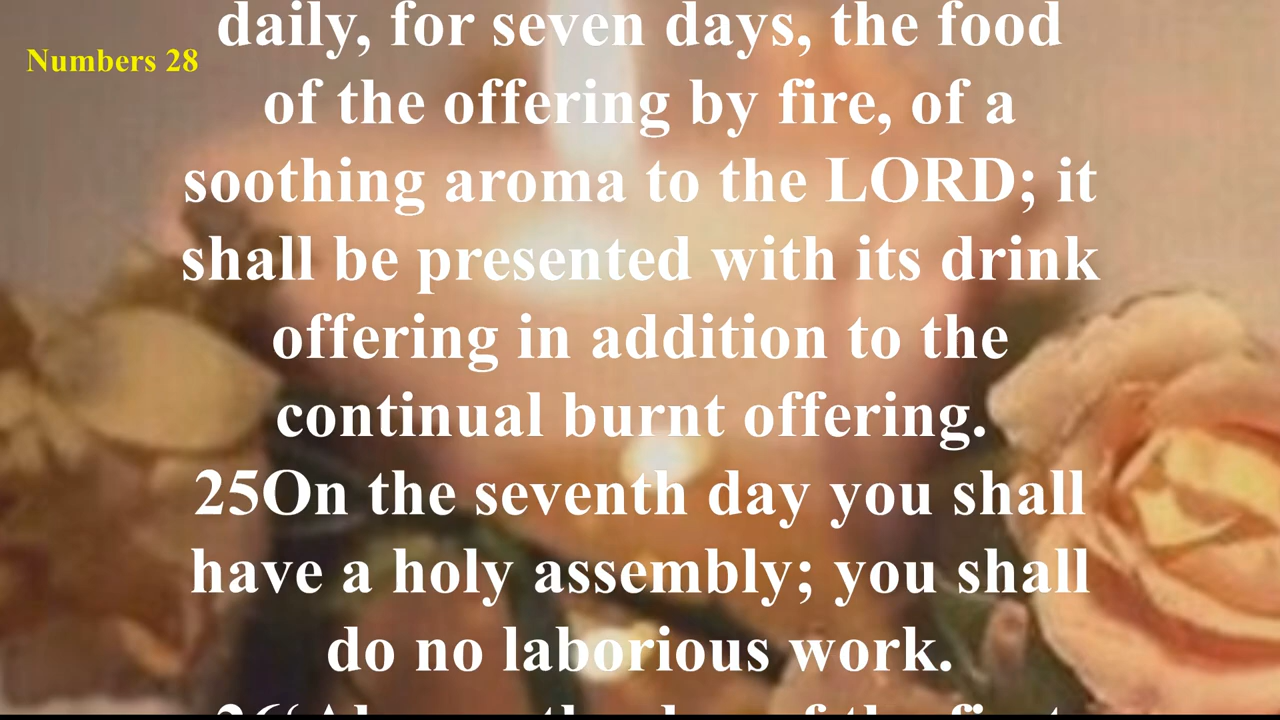 Numbers 28
daily, for seven days, the food
of the offering by fire, of a
soothing aroma to the LORD; it
shall be presented with its drink
offering in addition to the
continual burnt offering.
25On the seventh day you shall
have a holy assembly; you shall
do no laborious work.